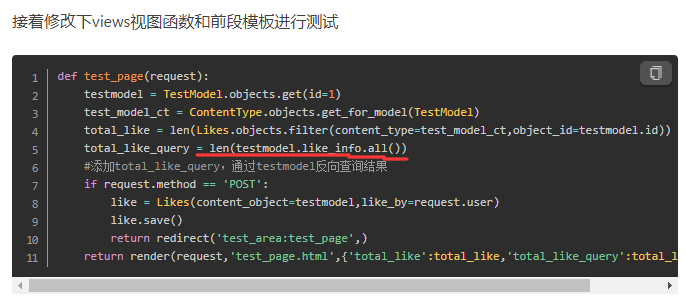 接着修改下views视图函数和前段模板进行测试
1 def test_page(request):
2 testmodel = TestModel.objects.get(id=1)
3 test_model_ct = ContentType.objects.get_for_model(TestModel)
4 total_like = len(Likes.objects.filter(content_type=test_model_ct,object_id=testmodel.id))
5 total_like_query = len(testmodel.like_info.all())
6 #添加total_like_query，通过testmodel反向查询结果
7 if request.method == 'POST':
8 like = Likes(content_object=testmodel,like_by=request.user)
9 like.save()
10 return redirect('test_area:test_page',)
11 return render(request,'test_page.html',{'total_like':total_like,'total_like_query':total_l